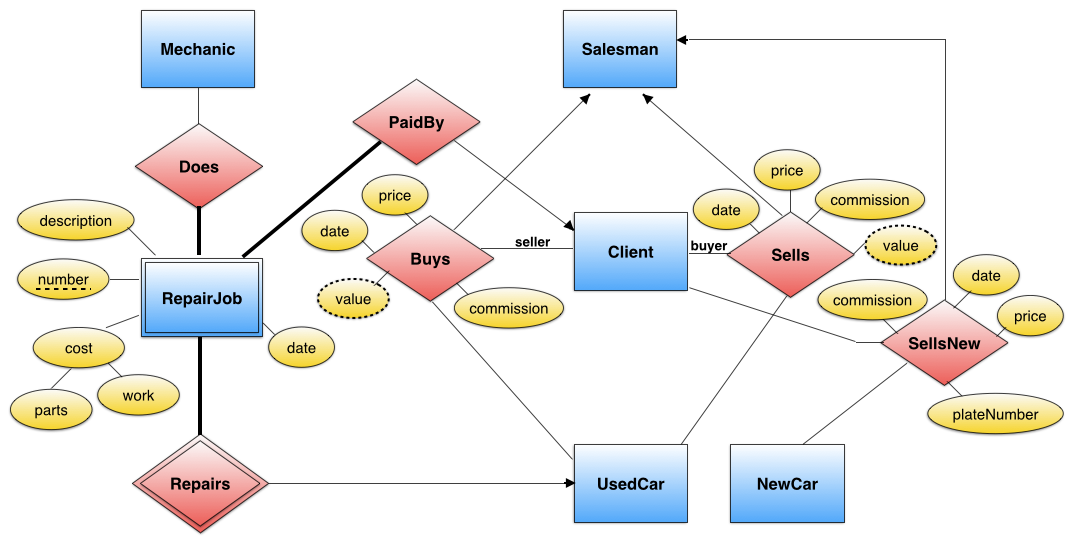 Mechanic
Salesman
PaidBy
Does
price
price
commission
description
date
date
seller
Client
buyer
value
Buys
Sells
number
value
commission
date
RepairJob
commission
price
cost
date
SellsNew
parts
work
plateNumber
Repairs
UsedCar
NewCar